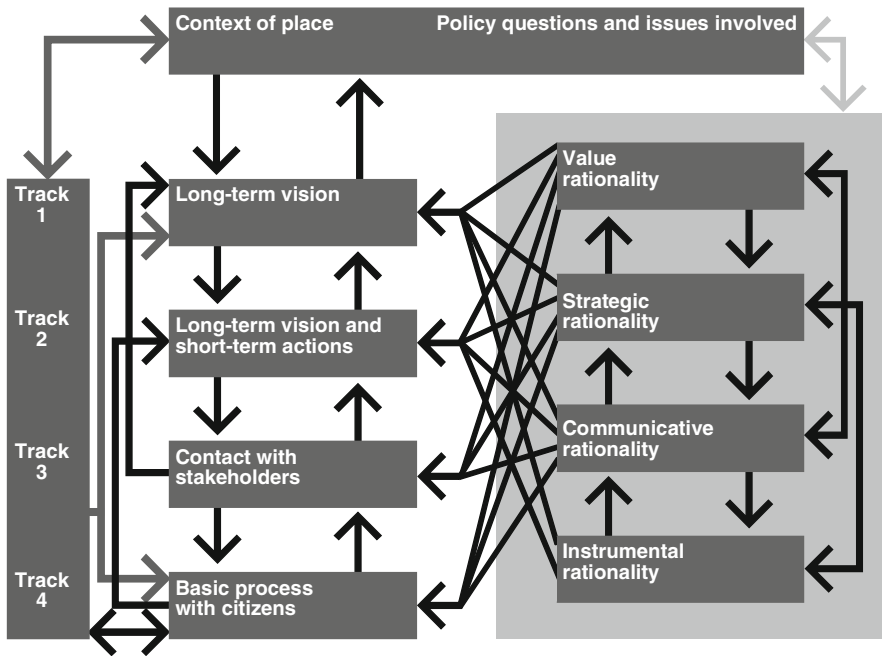 Context of place
Policy questions and issues involved
Track
1
Long-term vision
Track
2
Long-term vision and
short-term actions
Track
3
Contact with
stakeholders
Track
4
Basic process
with citizens
Value
rationality
Strategic
rationality
Communicative
rationality
Instrumental
rationality